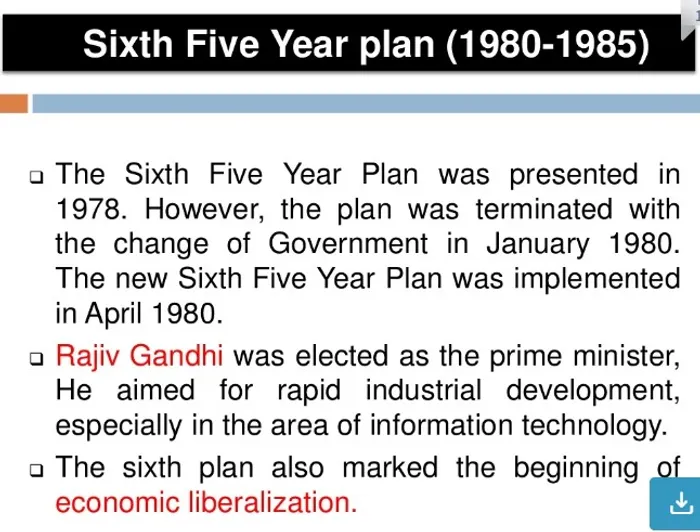 Sixth Five Year plan (1980-1985)
The Sixth Five Year Plan was presented in
1978. However, the plan was terminated with
the change of Government in January 1980.
The new Sixth Five Year Plan was implemented
in April 1980.
Rajiv Gandhi was elected as the prime minister,
He aimed for rapid industrial development,
especially in the area of information technology.
The sixth plan also marked the beginning of
economic liberalization.